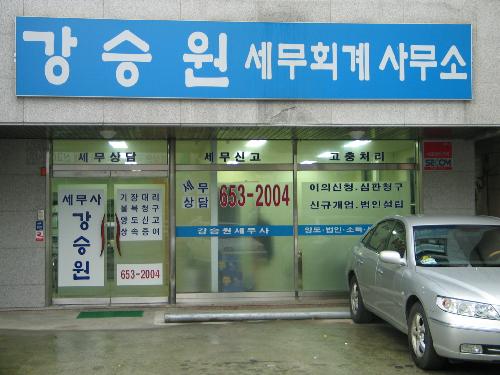 강승원 세무회계 사무소
세무상담
세무신고
고충처리
세무사
강승원
기장대리
불복청구
양도신고
상속증여
653-2004
세무
상담
653-2004
강승원세무사
이의신청·심판청구
신규개업·법인설립
양도·법인·소득
SECOM